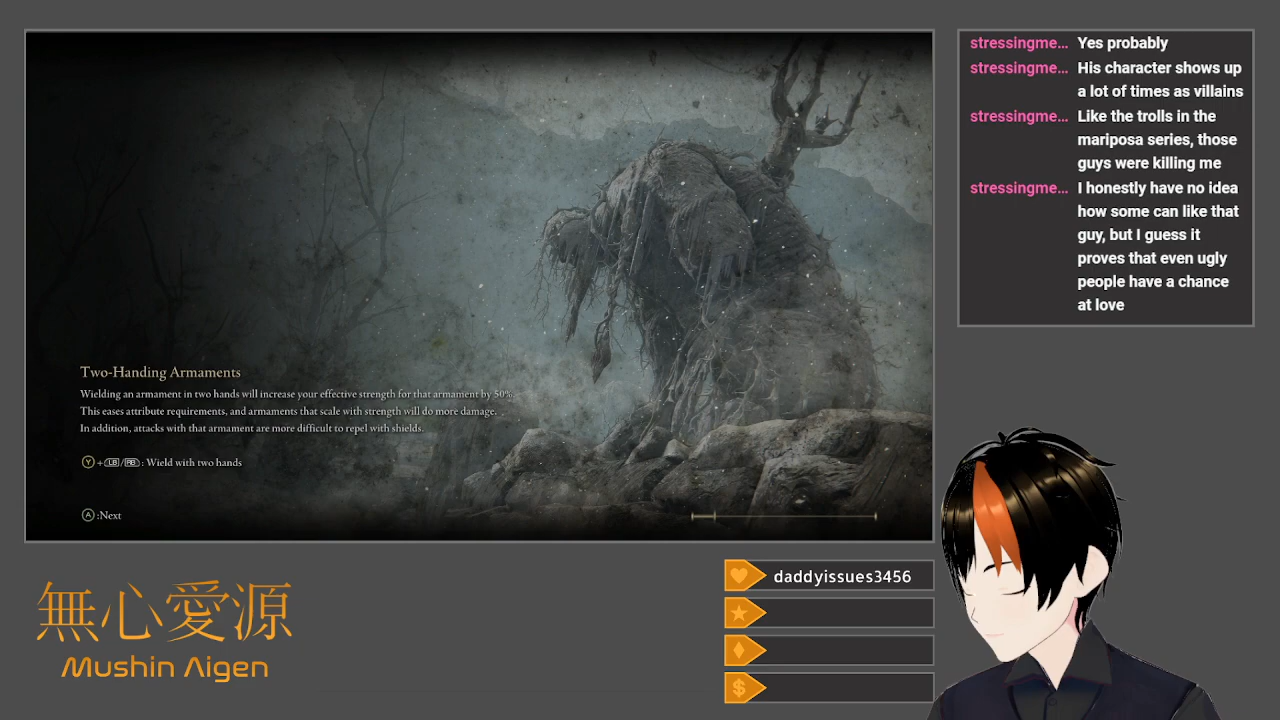 stressingme... Yes probably
stressingme... His character shows up
a lot of times as villains
stressingme... Like the trolls in the
mariposa series, those
guys were killing me
stressingme... I honestly have no idea
how some can like that
guy, but I guess it
proves that even ugly
people have a chance
at love
Two-Handing Armaments
Wielding an armament in two hands will increase your effective strength for that armament by 50%.
This eases attribute requirements, and armaments that scale with strength will do more damage.
In addition, attacks with that armament are more difficult to repel with shields.
Y+LB/RB: Wield with two hands
A:Next
daddyissues3456
無心愛源
Mushin Aigen